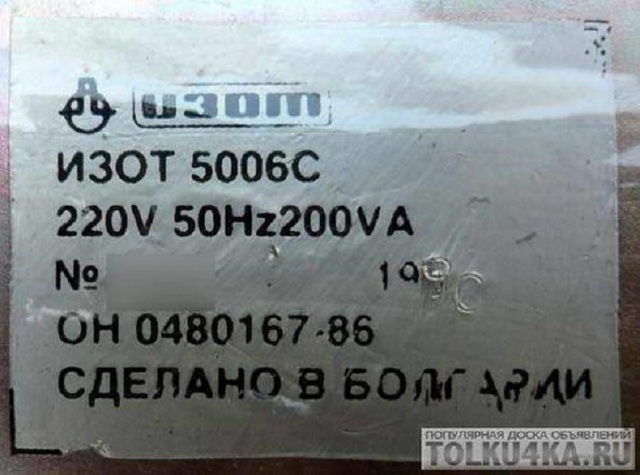 изот
ИЗОТ 5006С
220V 50Hz200VA
№
ОН 0480167-86
СДЕЛАНО В БОЛГАРИИ
ПОПУЛЯРНАЯ ДОСКА ОБЪЯВЛЕНИЙ
TOLKU4KA.RU